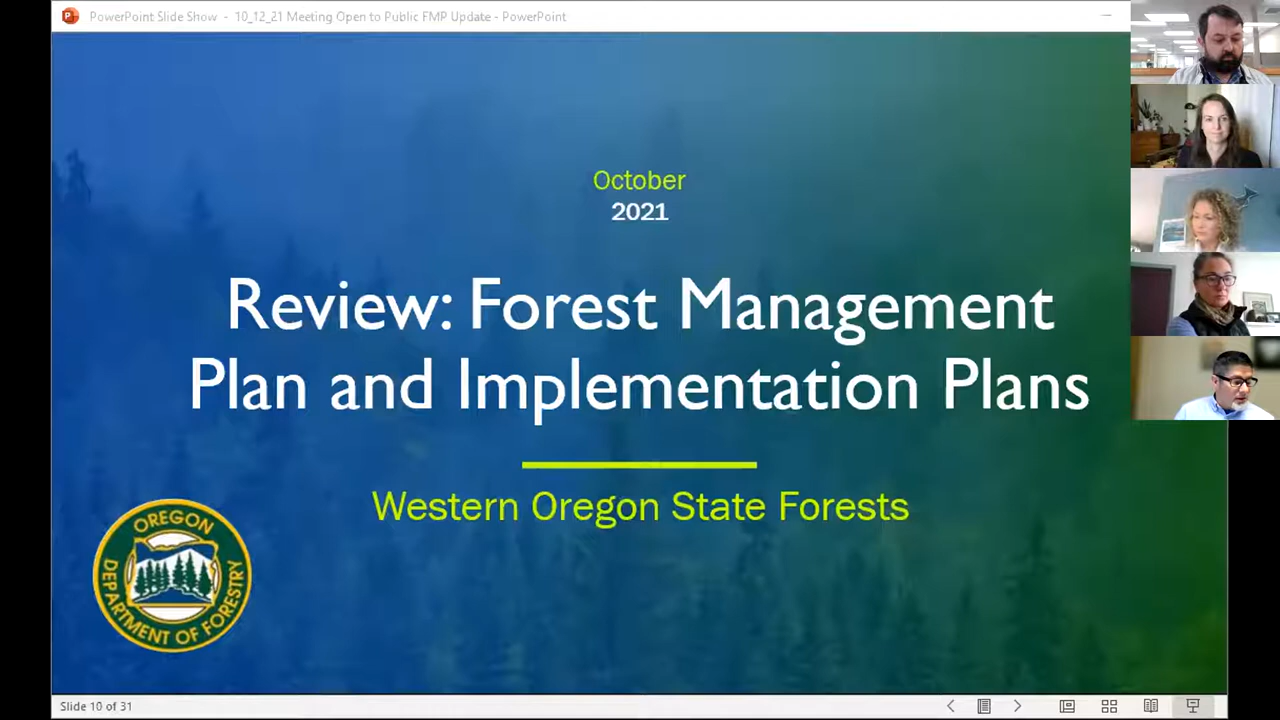 PowerPoint Slide Show - 10_12_21 Meeting Open to Public FMP Update - PowerPoint
October
2021
Review: Forest Management
Plan and Implementation Plans
Western Oregon State Forests
OREGON
DEPARTMENT OF FORESTRY
Slide 10 of 31